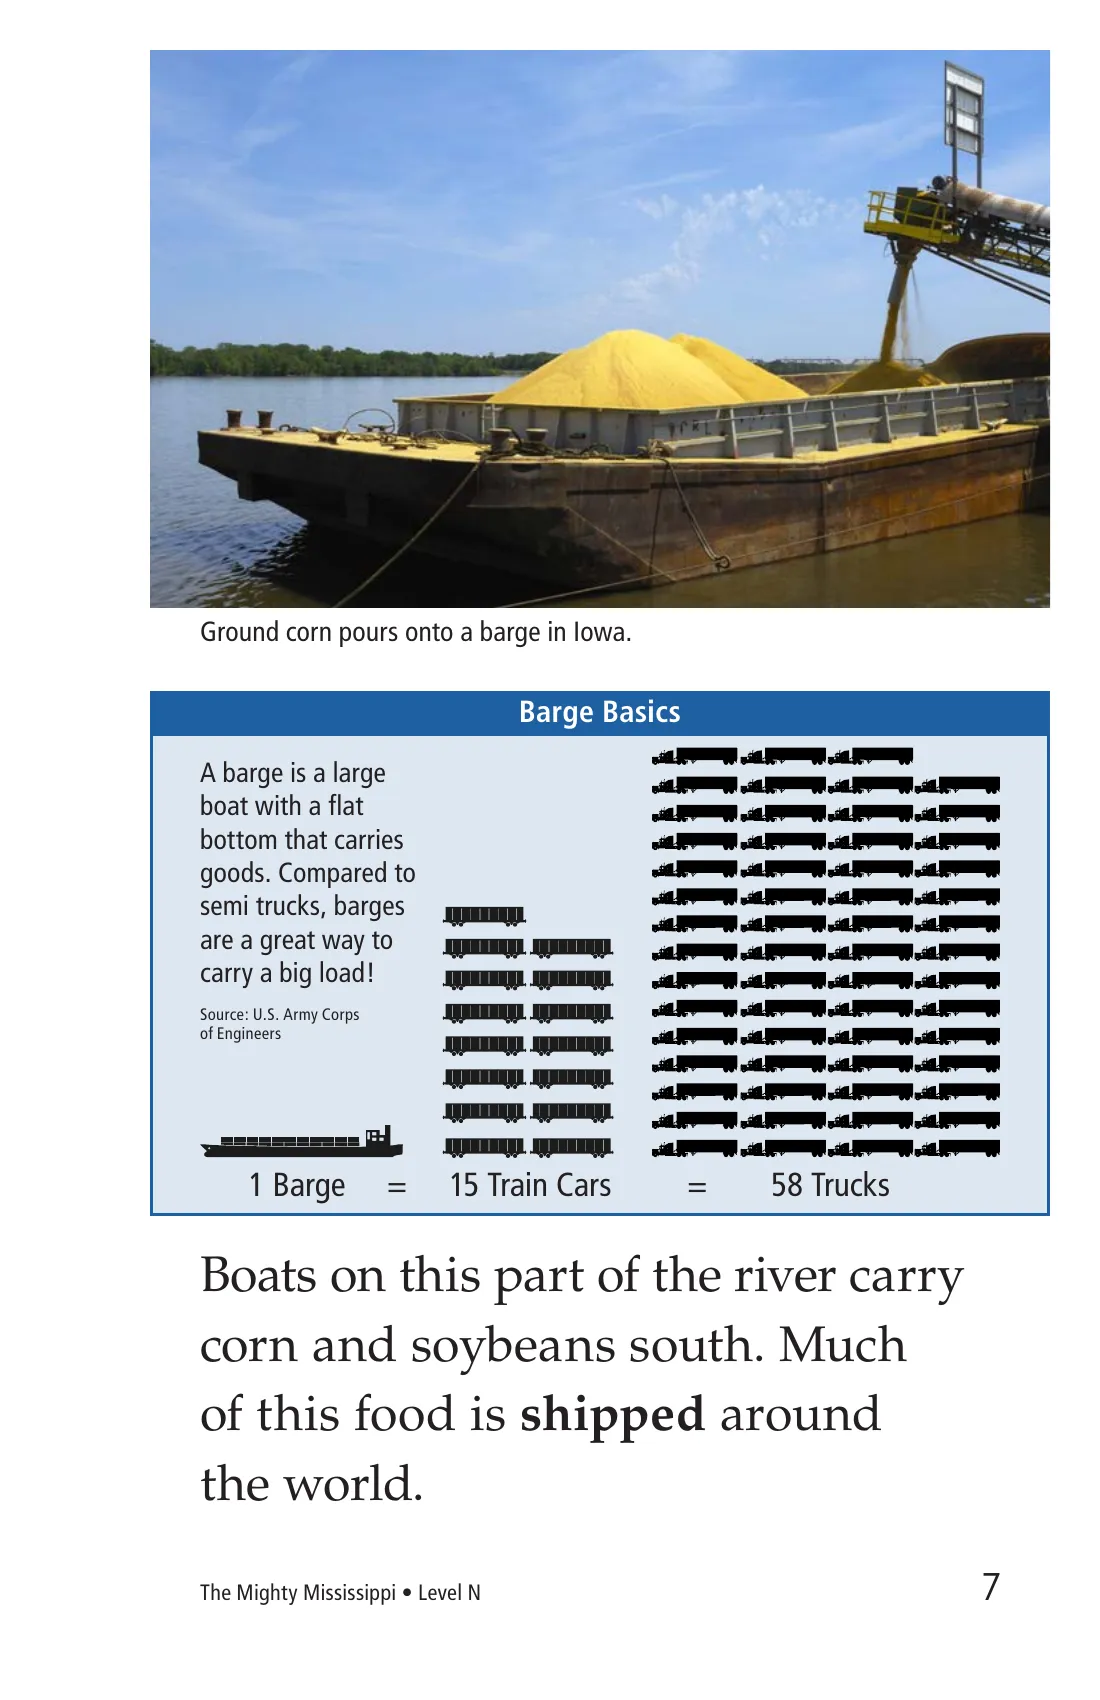 Ground corn pours onto a barge in Iowa.
Barge Basics
A barge is a large
boat with a flat
bottom that carries
goods. Compared to
semi trucks, barges
are a great way to
carry a big load!
Source: U.S. Army Corps
of Engineers
1 Barge = 15 Train Cars = 58 Trucks
Boats on this part of the river carry
corn and soybeans south. Much
of this food is shipped around
the world.
The Mighty Mississippi • Level N 7